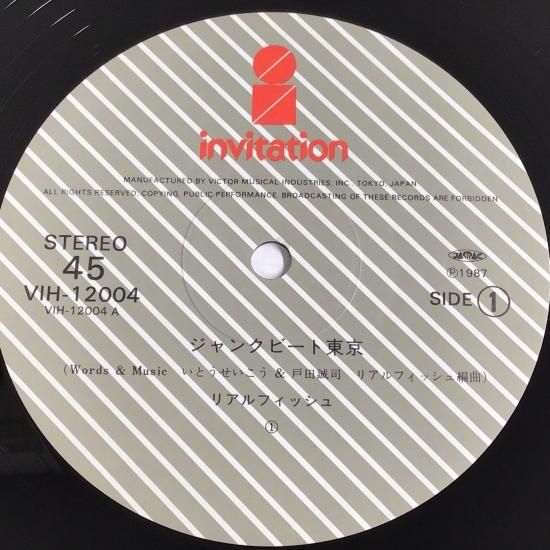 invitation
MANUFACTURED BY VICTOR MUSICAL INDUSTRIES, INC., TOKYO, JAPAN
ALL RIGHTS RESERVED, COPYING, PUBLIC PERFORMANCE, BROADCASTING OF THESE RECORDS ARE FORBIDDEN
STEREO
45
VIH-12004
VIH-12004 A
JASRAC
Ⓟ1987
SIDE ①
ジャンクビート東京
(Words & Music いとうせいこう & 戸田誠司 リアルフィッシュ編曲)
リアルフィッシュ
①